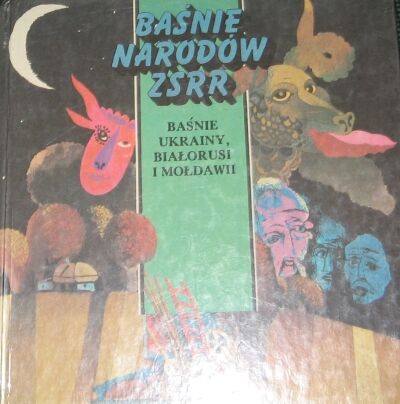 BAŚNIE
NARODÓW
ZSRR
BAŚNIE
UKRAINY,
BIAŁORUSI
I MOŁDAWII